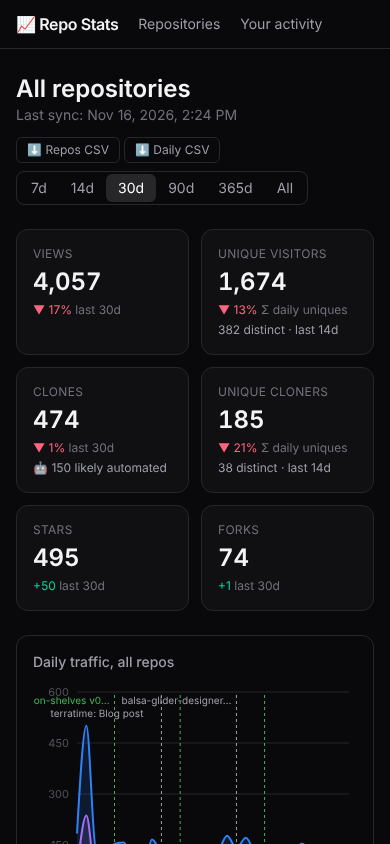 📈 Repo Stats Repositories Your activity
All repositories
Last sync: Nov 16, 2026, 2:24 PM
⬇️ Repos CSV ⬇️ Daily CSV
7d 14d 30d 90d 365d All
VIEWS
4,057
▼ 17% last 30d
UNIQUE VISITORS
1,674
▼ 13% Σ daily uniques
382 distinct · last 14d
CLONES
474
▼ 1% last 30d
🤖 150 likely automated
UNIQUE CLONERS
185
▼ 21% Σ daily uniques
38 distinct · last 14d
STARS
495
+50 last 30d
FORKS
74
+1 last 30d
Daily traffic, all repos
600
on-shelves v0… balsa-glider-designer…
terratime: Blog post
450
300
150